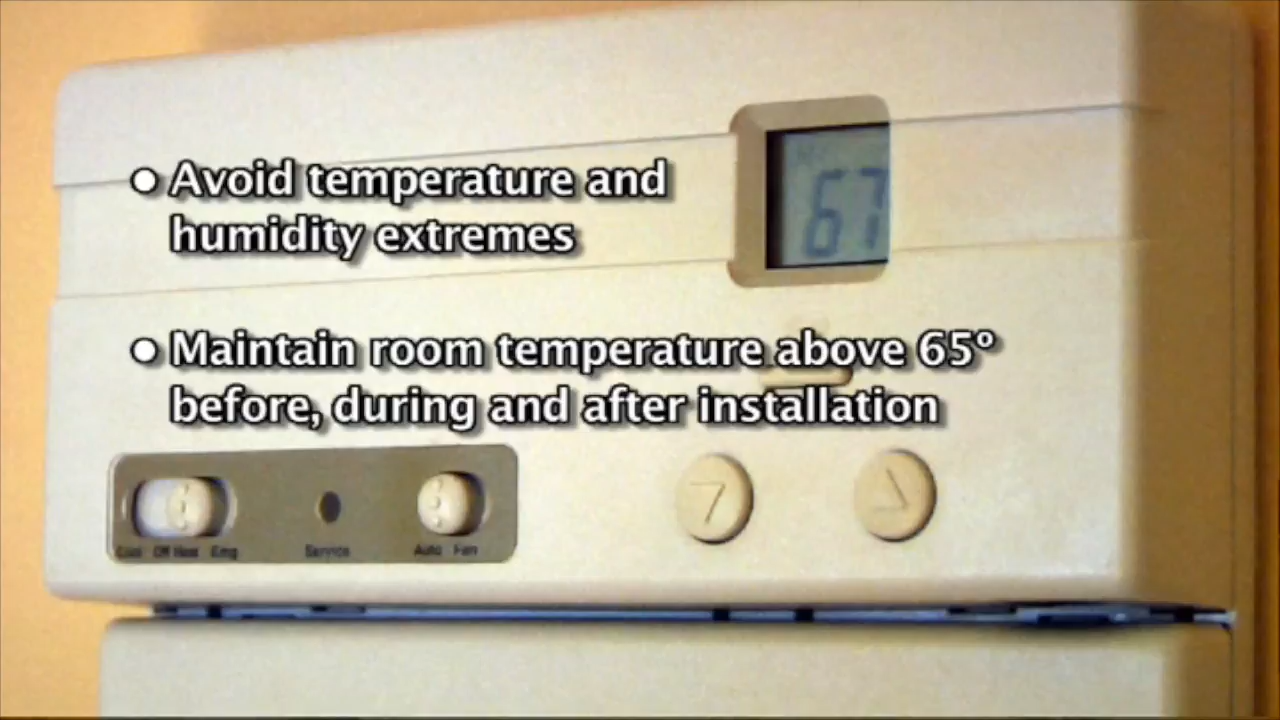 • Avoid temperature and
humidity extremes
67
• Maintain room temperature above 65°
before, during and after installation
Cool Off Heat Emg Service Auto Fan